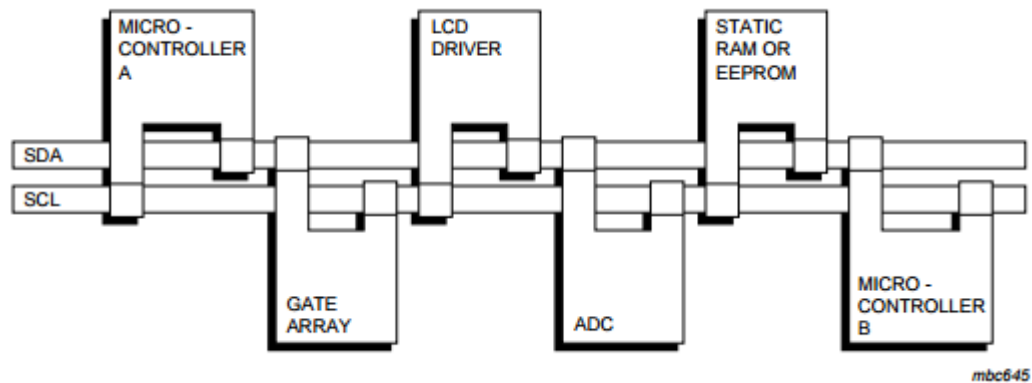 MICRO -
CONTROLLER
A
LCD
DRIVER
STATIC
RAM OR
EEPROM
SDA
SCL
GATE
ARRAY
ADC
MICRO -
CONTROLLER
B
mbc645